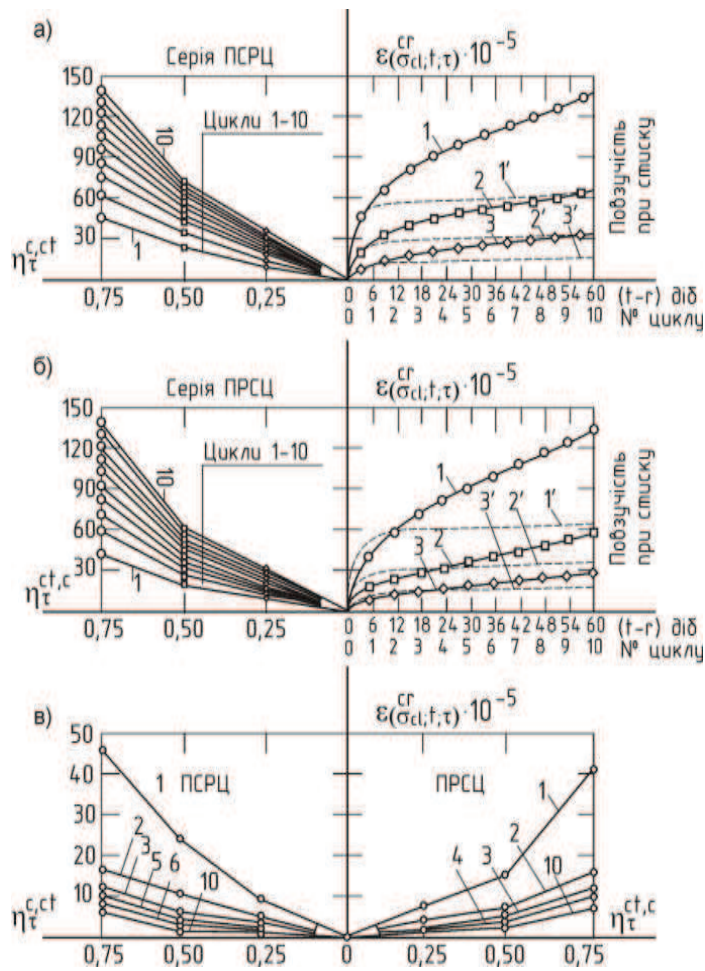 а)
Серія ПСРЦ
ε(σcl;t;τ)^cr·10^-5
150
120
90
60
30
10
Цикли 1-10
1
η_τ^c,ct
0,75 0,50 0,25
1
1'
2
2'
3
3'
Повзучість
при стиску
0 6 12 18 24 30 36 42 48 54 60 (t-r) діб
0 1 2 3 4 5 6 7 8 9 10 № циклу
б)
Серія ПРСЦ
ε(σcl;t;τ)^cr·10^-5
150
120
90
60
30
10
Цикли 1-10
1
η_τ^ct,c
0,75 0,50 0,25
1
3'
2'
1'
3
2
Повзучість
при стиску
0 6 12 18 24 30 36 42 48 54 60 (t-r) діб
0 1 2 3 4 5 6 7 8 9 10 № циклу
в)
ε(σcl;t;τ)^cr·10^-5
50
40
30
20
10
1 ПСРЦ
ПРСЦ
1
2
3
5
6
10
4
3
2
10
η_τ^c,ct
η_τ^ct,c
0,75 0,50 0,25 0 0,25 0,50 0,75